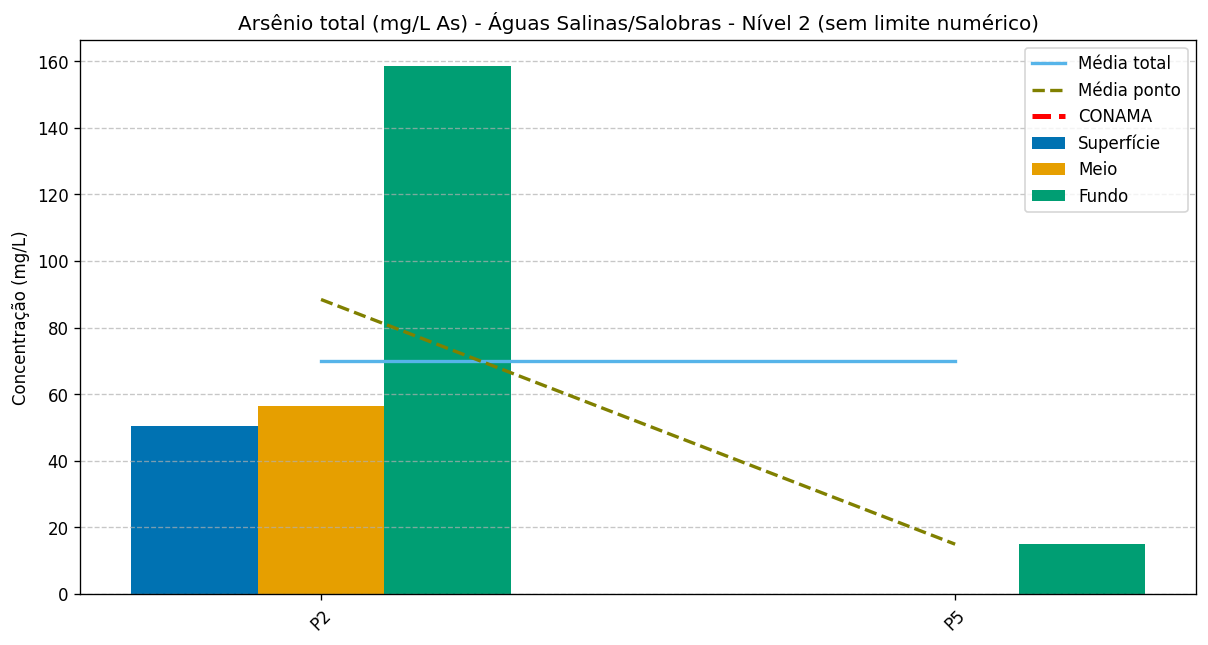 Arsênio total (mg/L As) - Águas Salinas/Salobras - Nível 2 (sem limite numérico)
Concentração (mg/L)
160
140
120
100
80
60
40
20
0
P2
P5
Média total
Média ponto
CONAMA
Superfície
Meio
Fundo